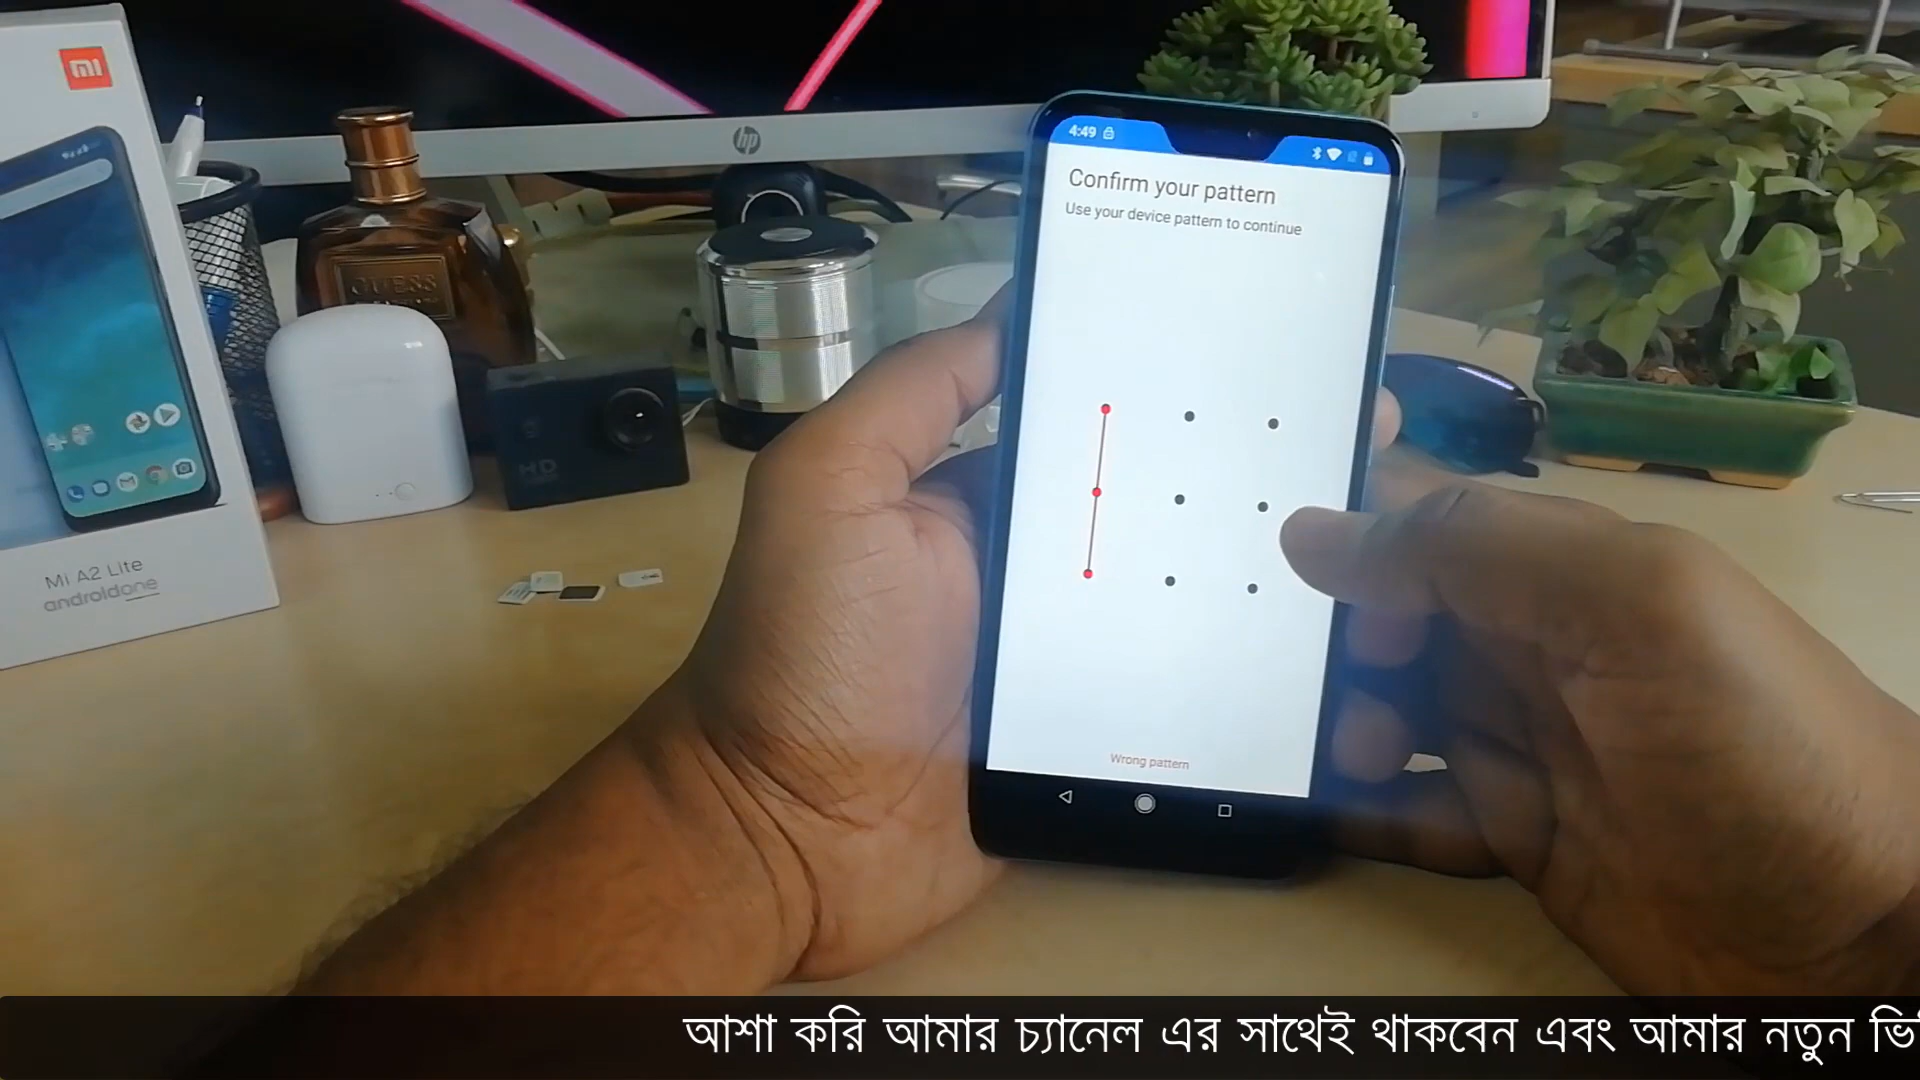 mi
hp
GUESS
HD
Mi A2 Lite
androidone
4:49
Confirm your pattern
Use your device pattern to continue
Wrong pattern
আশা করি আমার চ্যানেল এর সাথেই থাকবেন এবং আমার নতুন